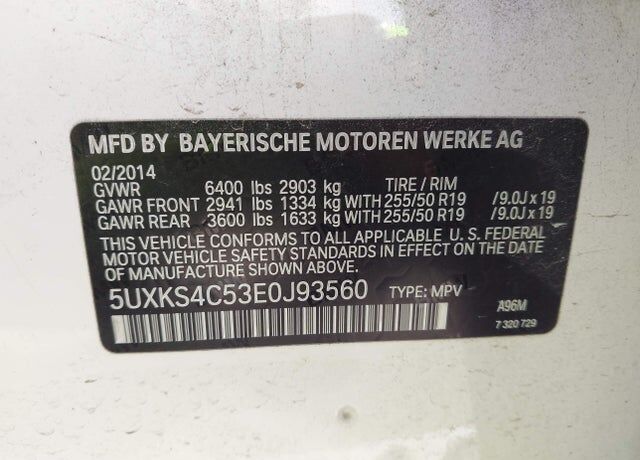 MFD BY BAYERISCHE MOTOREN WERKE AG
02/2014
GVWR 6400 lbs 2903 kg TIRE / RIM
GAWR FRONT 2941 lbs 1334 kg WITH 255/50 R19 /9.0J x 19
GAWR REAR 3600 lbs 1633 kg WITH 255/50 R19 /9.0J x 19
THIS VEHICLE CONFORMS TO ALL APPLICABLE U. S. FEDERAL
MOTOR VEHICLE SAFETY STANDARDS IN EFFECT ON THE DATE
OF MANUFACTURE SHOWN ABOVE.
5UXKS4C53E0J93560 TYPE: MPV
A96M
7 320 729